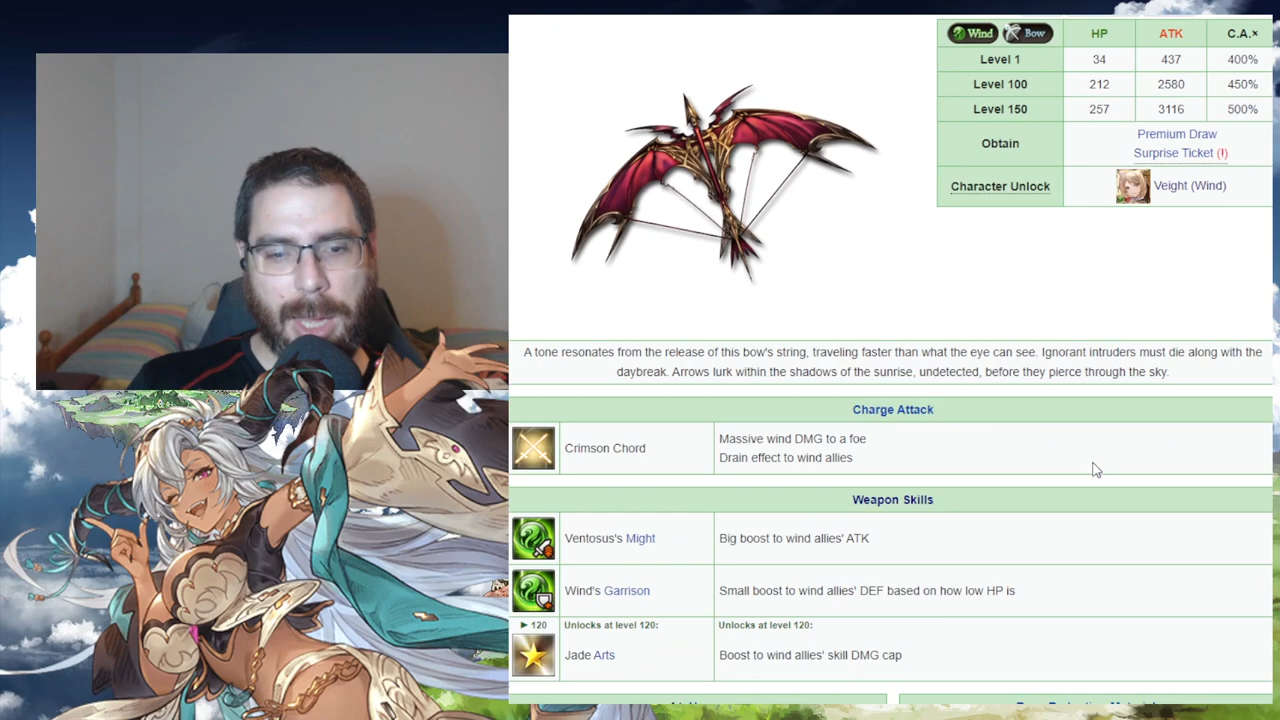 Wind Bow HP ATK C.A.×
Level 1 34 437 400%
Level 100 212 2580 450%
Level 150 257 3116 500%
Obtain Premium Draw
Surprise Ticket (!)
Character Unlock Veight (Wind)
A tone resonates from the release of this bow's string, traveling faster than what the eye can see. Ignorant intruders must die along with the
daybreak. Arrows lurk within the shadows of the sunrise, undetected, before they pierce through the sky.
Charge Attack
Crimson Chord Massive wind DMG to a foe
Drain effect to wind allies
Weapon Skills
Ventosus's Might Big boost to wind allies' ATK
Wind's Garrison Small boost to wind allies' DEF based on how low HP is
▶ 120 Unlocks at level 120: Unlocks at level 120:
Jade Arts Boost to wind allies' skill DMG cap